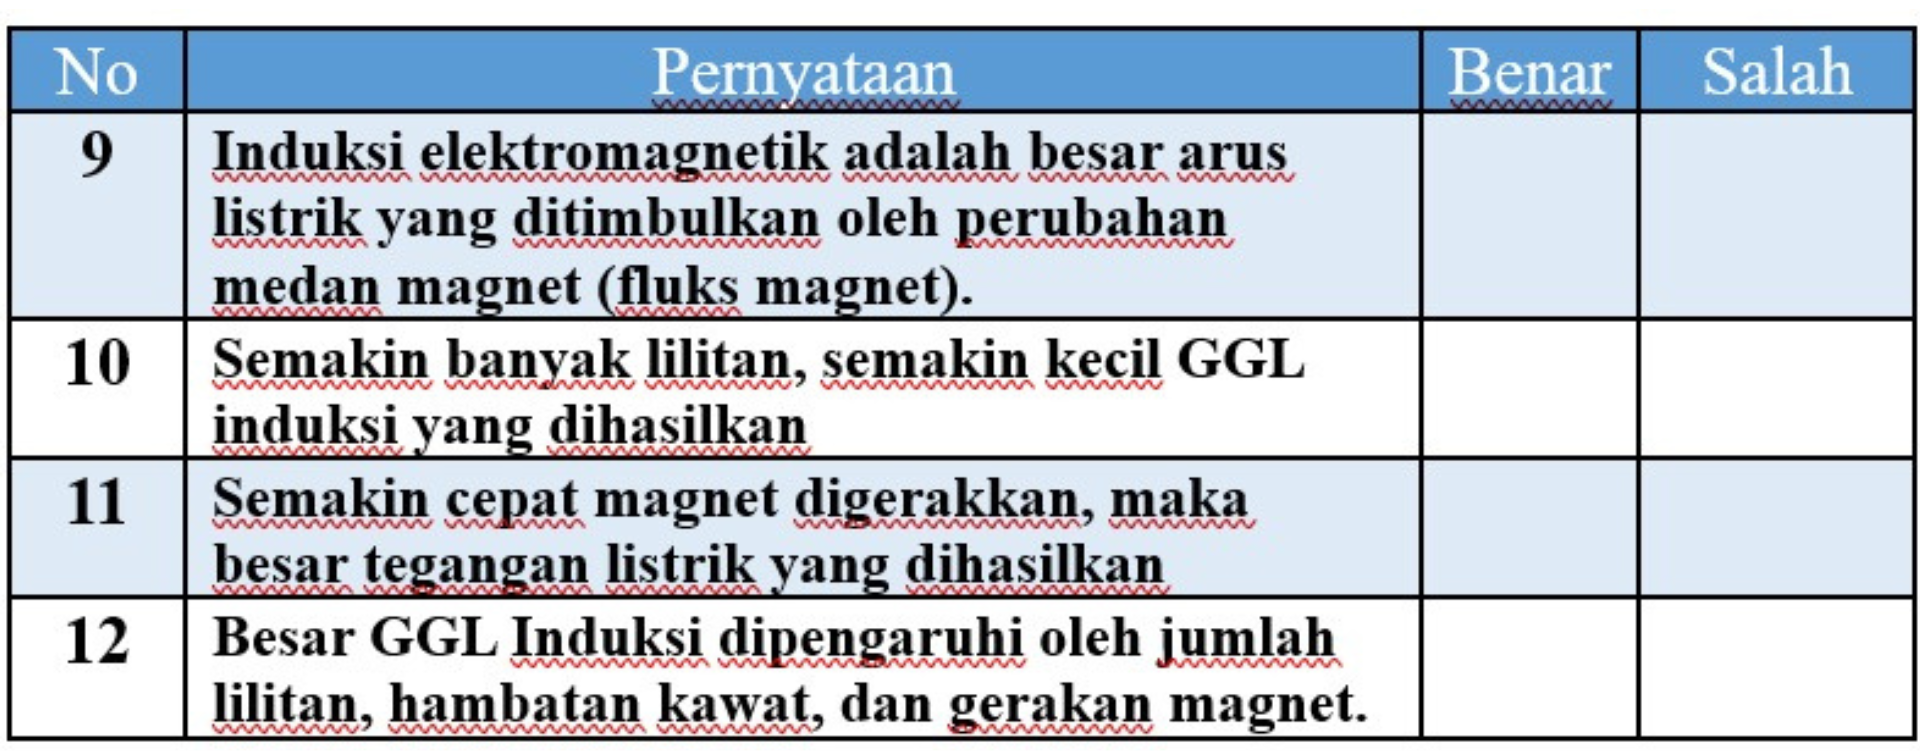 No Pernyataan Benar Salah
9 Induksi elektromagnetik adalah besar arus
listrik yang ditimbulkan oleh perubahan
medan magnet (fluks magnet).
10 Semakin banyak lilitan, semakin kecil GGL
induksi yang dihasilkan
11 Semakin cepat magnet digerakkan, maka
besar tegangan listrik yang dihasilkan
12 Besar GGL Induksi dipengaruhi oleh jumlah
lilitan, hambatan kawat, dan gerakan magnet.